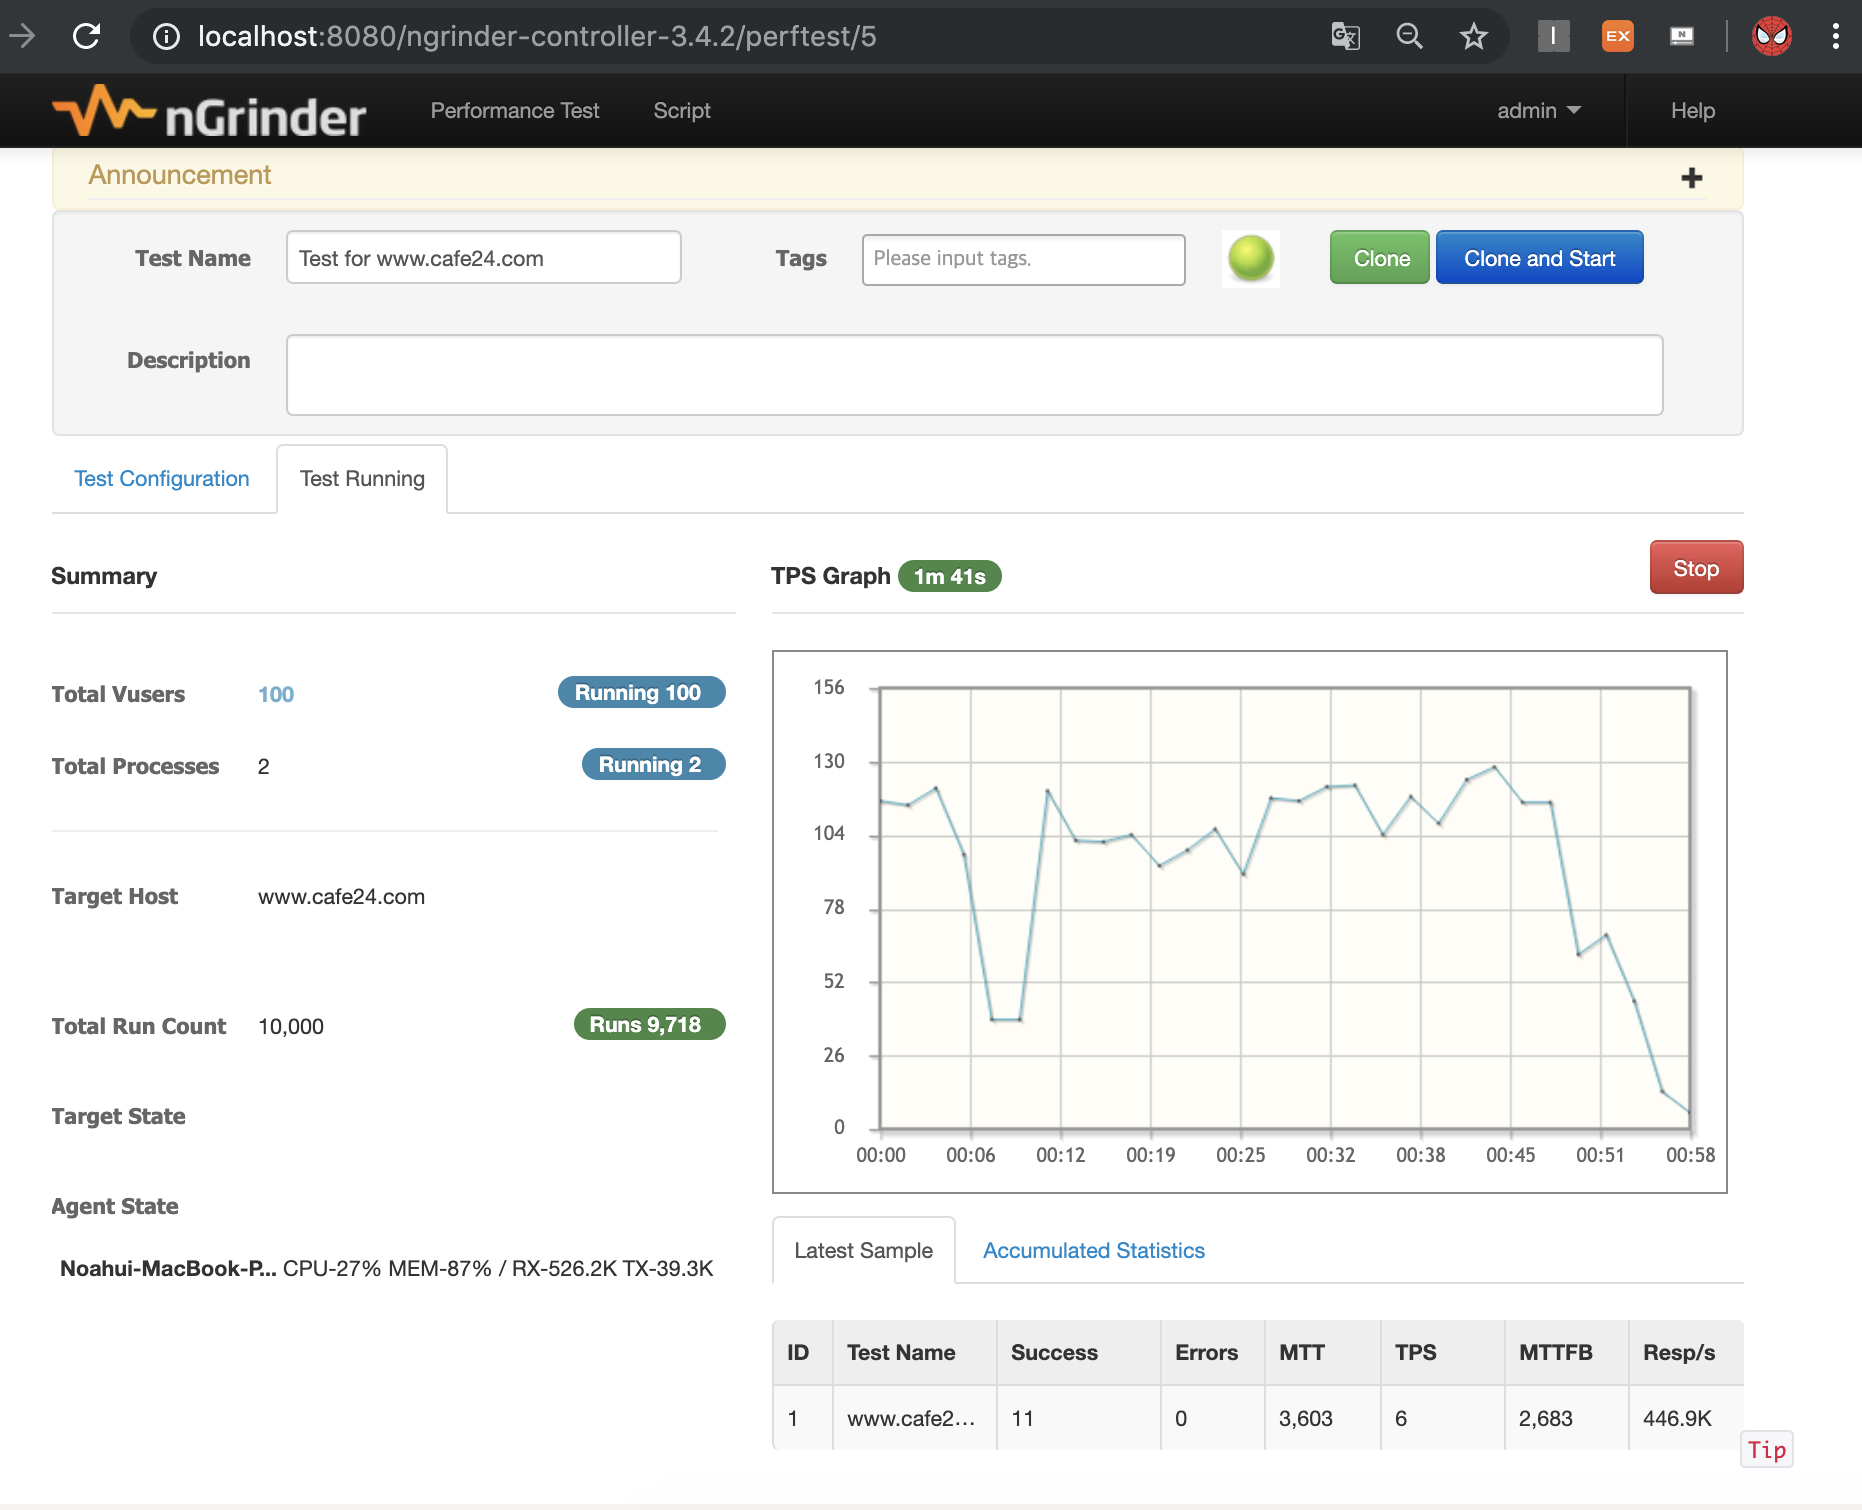 localhost:8080/ngrinder-controller-3.4.2/perftest/5
EX
N
nGrinder Performance Test Script admin Help
Announcement
Test Name Test for www.cafe24.com Tags Please input tags. Clone Clone and Start
Description
Test Configuration Test Running
Summary
TPS Graph 1m 41s Stop
Total Vusers 100 Running 100
Total Processes 2 Running 2
Target Host www.cafe24.com
Total Run Count 10,000 Runs 9,718
Target State
Agent State
Noahui-MacBook-P... CPU-27% MEM-87% / RX-526.2K TX-39.3K
156
130
104
78
52
26
0
00:00 00:06 00:12 00:19 00:25 00:32 00:38 00:45 00:51 00:58
Latest Sample Accumulated Statistics
ID Test Name Success Errors MTT TPS MTTFB Resp/s
1 www.cafe2... 11 0 3,603 6 2,683 446.9K
Tip